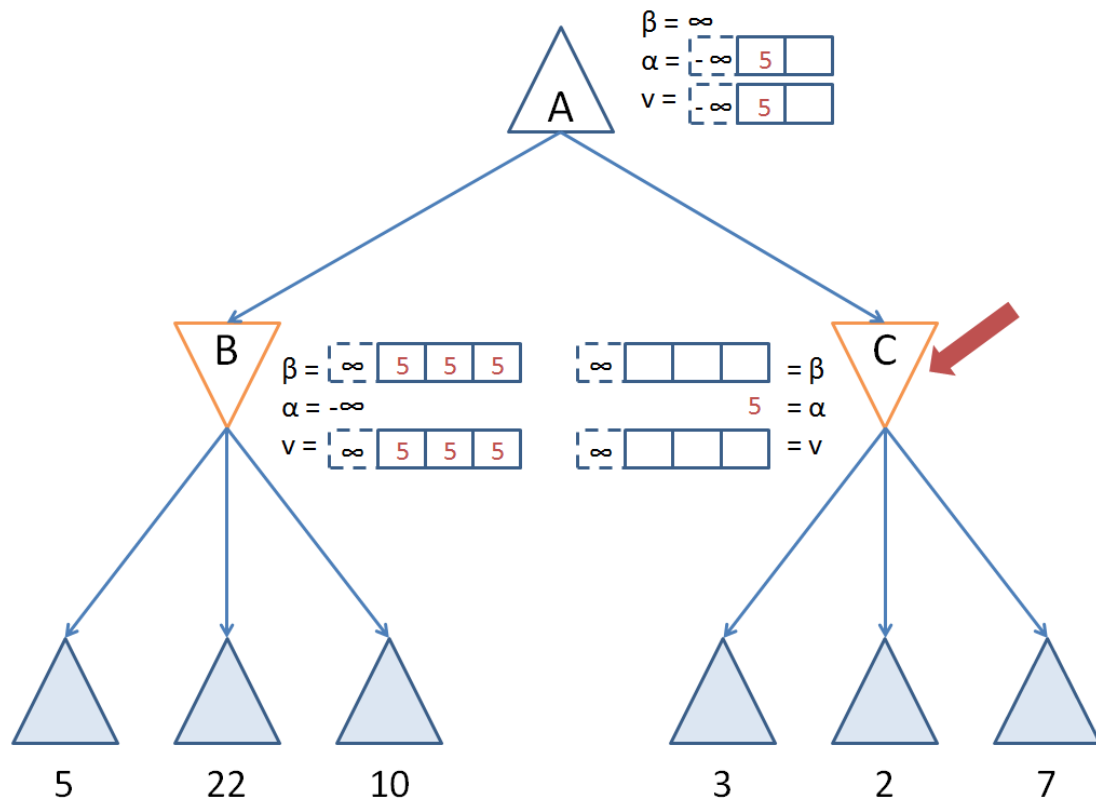 β = ∞
α = - ∞ 5
v = - ∞ 5
A
B
C
β = ∞ 5 5 5
∞ = β
α = -∞
5 = α
v = ∞ 5 5 5
∞ = v
5 22 10 3 2 7